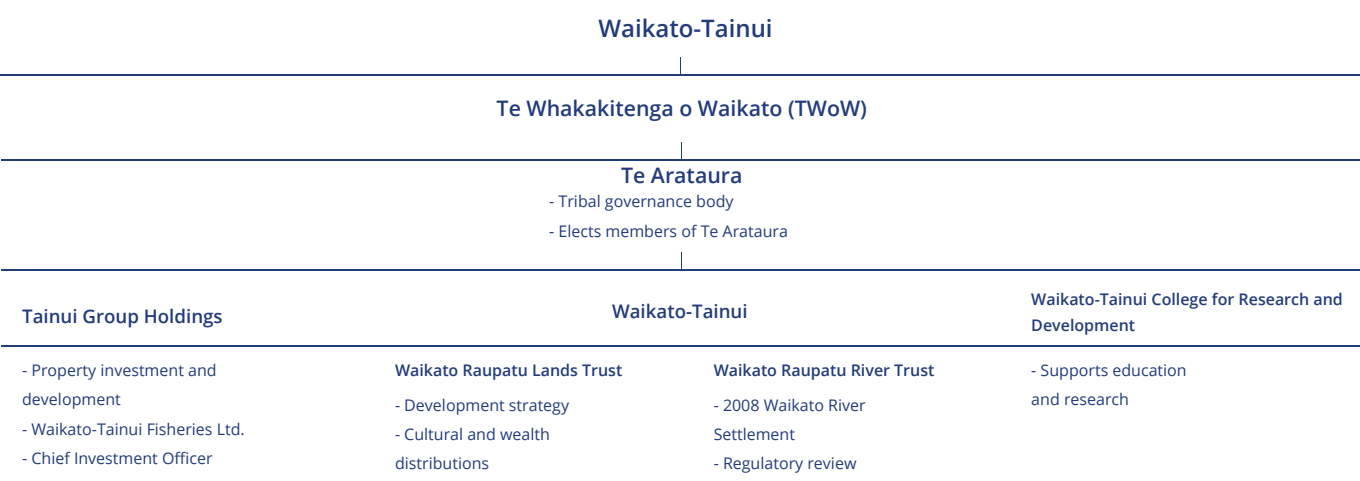 Waikato-Tainui
Te Whakakitenga o Waikato (TWoW)
Te Arataura
- Tribal governance body
- Elects members of Te Arataura
Tainui Group Holdings
- Property investment and
development
- Waikato-Tainui Fisheries Ltd.
- Chief Investment Officer
Waikato-Tainui
Waikato Raupatu Lands Trust
- Development strategy
- Cultural and wealth
distributions
Waikato Raupatu River Trust
- 2008 Waikato River
Settlement
- Regulatory review
Waikato-Tainui College for Research and
Development
- Supports education
and research